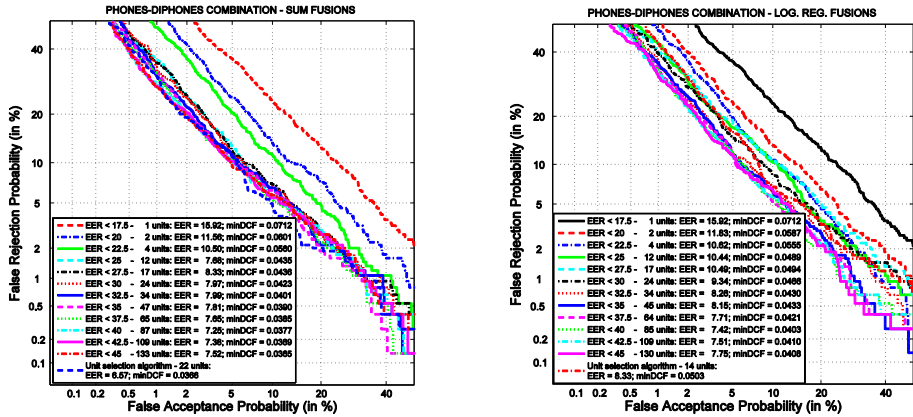 PHONES-DIPHONES COMBINATION - SUM FUSIONS
False Rejection Probability (in %)
40
20
10
5
2
1
0.5
0.2
0.1
EER < 17.5 - 1 units: EER = 15.92; minDCF = 0.0712
EER < 20 - 2 units: EER = 11.56; minDCF = 0.0601
EER < 22.5 - 4 units: EER = 10.50; minDCF = 0.0560
EER < 25 - 12 units: EER = 7.68; minDCF = 0.0435
EER < 27.5 - 17 units: EER = 8.33; minDCF = 0.0436
EER < 30 - 24 units: EER = 7.97; minDCF = 0.0423
EER < 32.5 - 34 units: EER = 7.99; minDCF = 0.0401
EER < 35 - 47 units: EER = 7.81; minDCF = 0.0390
EER < 37.5 - 65 units: EER = 7.65; minDCF = 0.0385
EER < 40 - 87 units: EER = 7.25; minDCF = 0.0377
EER < 42.5 - 109 units: EER = 7.36; minDCF = 0.0369
EER < 45 - 133 units: EER = 7.52; minDCF = 0.0365
Unit selection algorithm - 22 units:
EER = 6.57; minDCF = 0.0366
0.1 0.2 0.5 1 2 5 10 20 40
False Acceptance Probability (in %)
PHONES-DIPHONES COMBINATION - LOG. REG. FUSIONS
False Rejection Probability (in %)
40
20
10
5
2
1
0.5
0.2
0.1
EER < 17.5 - 1 units: EER = 15.92; minDCF = 0.0712
EER < 20 - 2 units: EER = 11.83; minDCF = 0.0587
EER < 22.5 - 4 units: EER = 10.62; minDCF = 0.0555
EER < 25 - 12 units: EER = 10.44; minDCF = 0.0489
EER < 27.5 - 17 units: EER = 10.49; minDCF = 0.0494
EER < 30 - 24 units: EER = 9.34; minDCF = 0.0466
EER < 32.5 - 34 units: EER = 8.26; minDCF = 0.0430
EER < 35 - 45 units: EER = 8.15; minDCF = 0.0433
EER < 37.5 - 64 units: EER = 7.71; minDCF = 0.0421
EER < 40 - 85 units: EER = 7.42; minDCF = 0.0403
EER < 42.5 - 109 units: EER = 7.51; minDCF = 0.0410
EER < 45 - 130 units: EER = 7.75; minDCF = 0.0408
Unit selection algorithm - 14 units:
EER = 8.33; minDCF = 0.0503
0.1 0.2 0.5 1 2 5 10 20 40
False Acceptance Probability (in %)